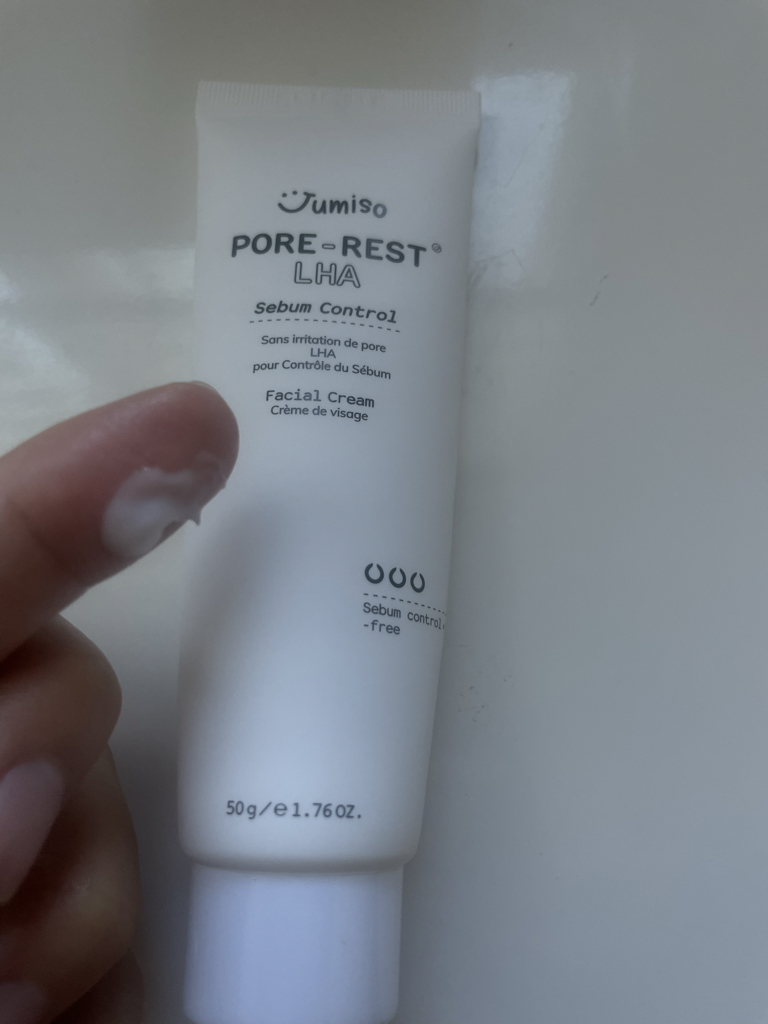 Jumiso
PORE-REST®
LHA
Sebum Control
Sans irritation de pore
LHA
pour Contrôle du Sébum
Facial Cream
Crème de visage
Sebum control
-free
50g/℮1.76OZ.